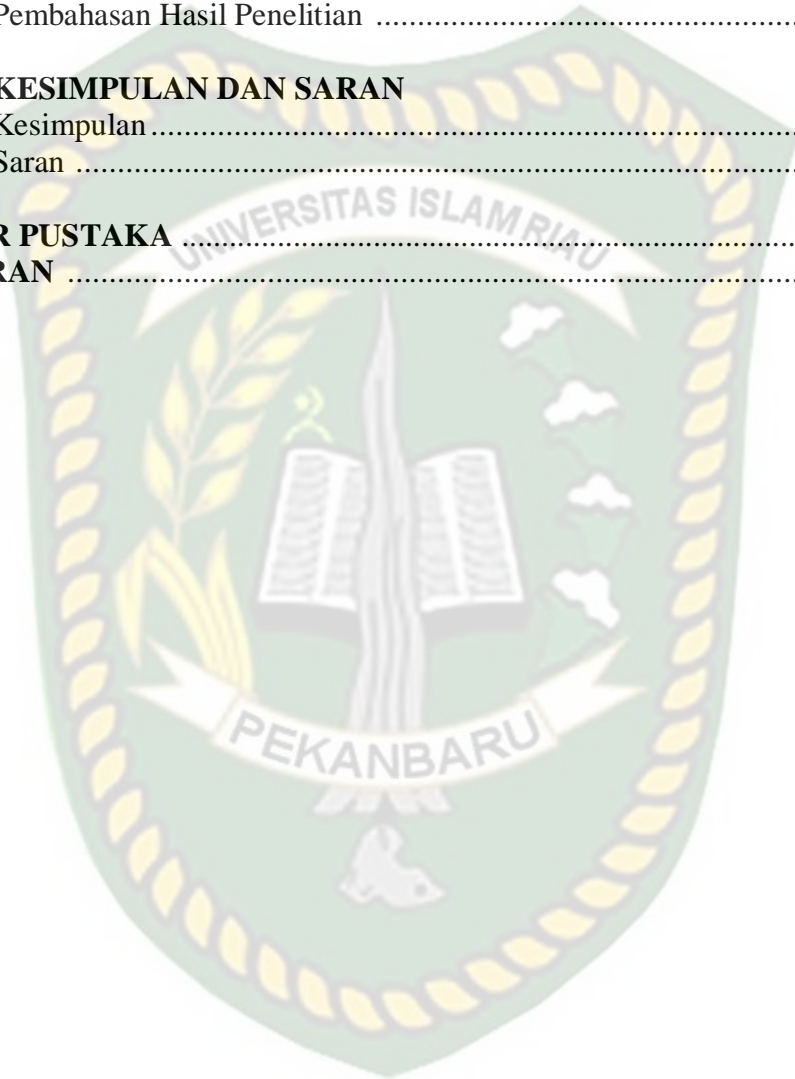 Pembahasan Hasil Penelitian ....................................................
KESIMPULAN DAN SARAN
Kesimpulan...............................................................................
Saran ........................................................................................
UNIVERSITAS ISLAM RIAU
R PUSTAKA ...........................................................................
RAN .........................................................................................
PEKANBARU